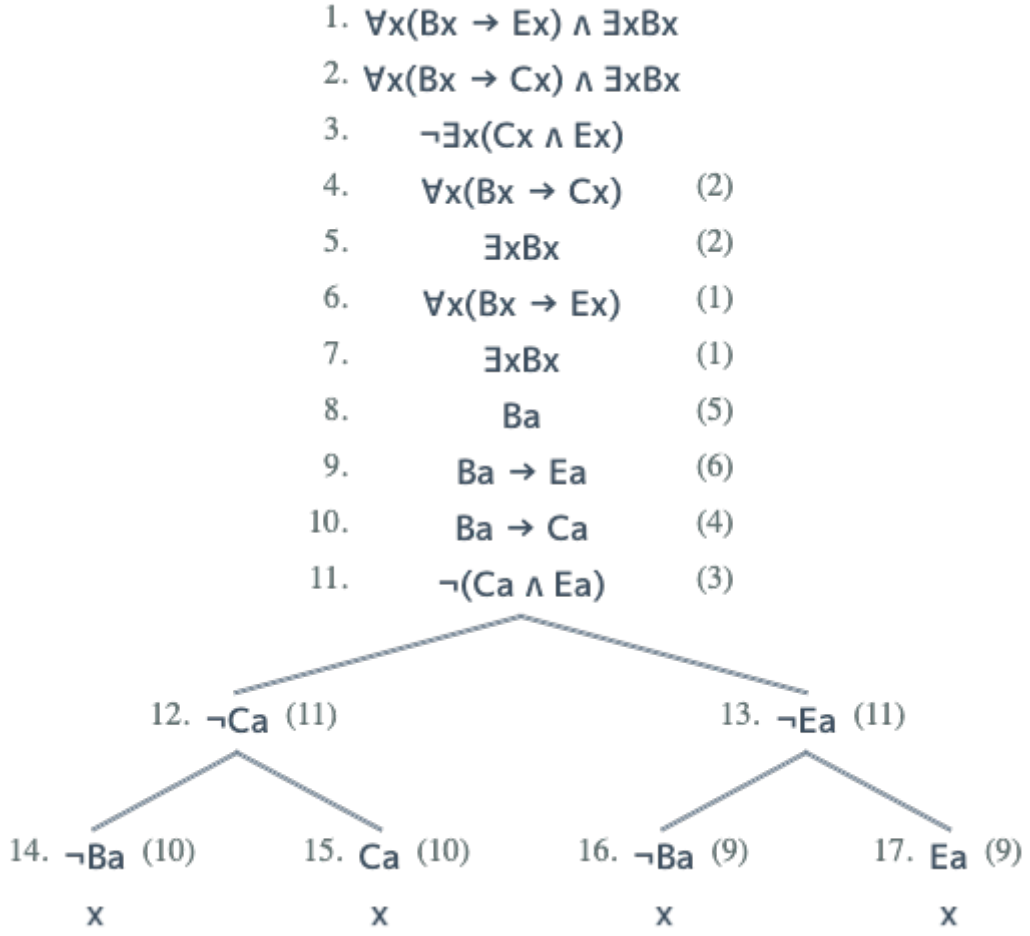 1. ∀x(Bx → Ex) ∧ ∃xBx
2. ∀x(Bx → Cx) ∧ ∃xBx
3. ¬∃x(Cx ∧ Ex)
4. ∀x(Bx → Cx) (2)
5. ∃xBx (2)
6. ∀x(Bx → Ex) (1)
7. ∃xBx (1)
8. Ba (5)
9. Ba → Ea (6)
10. Ba → Ca (4)
11. ¬(Ca ∧ Ea) (3)
12. ¬Ca (11) 13. ¬Ea (11)
14. ¬Ba (10) 15. Ca (10) 16. ¬Ba (9) 17. Ea (9)
x x x x